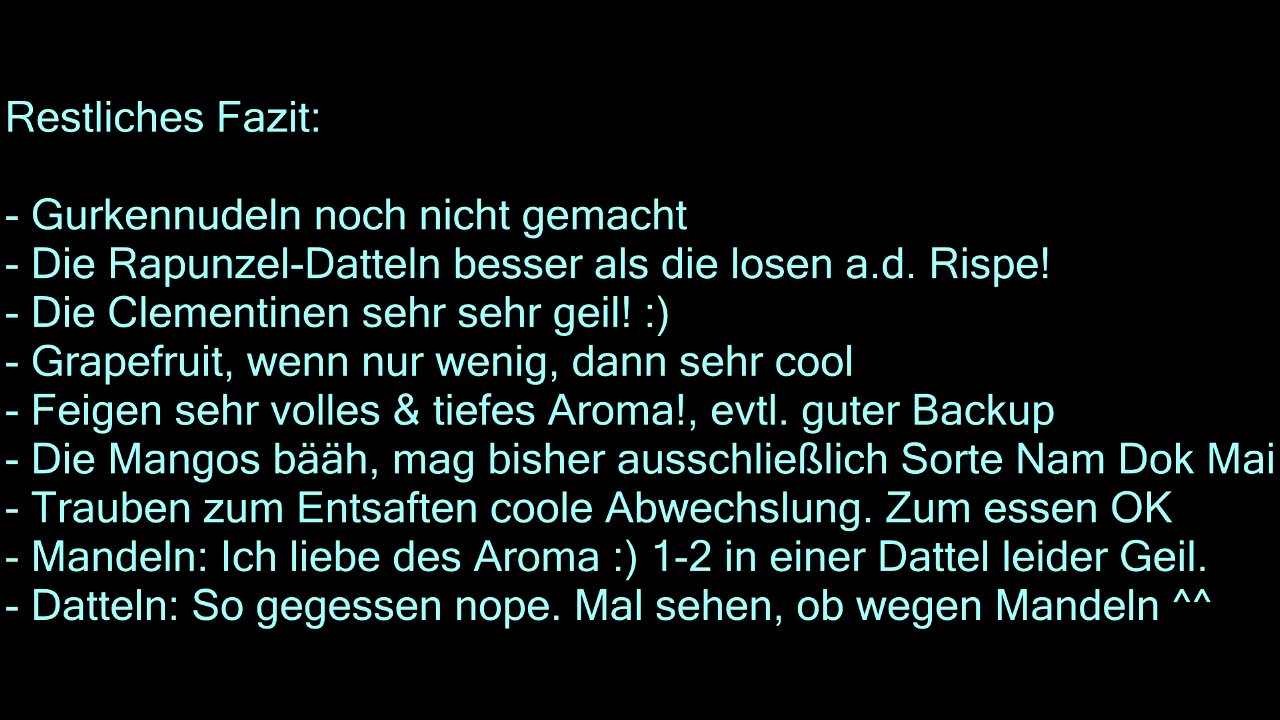 Restliches Fazit:
- Gurkennudeln noch nicht gemacht
- Die Rapunzel-Datteln besser als die losen a.d. Rispe!
- Die Clementinen sehr sehr geil! :)
- Grapefruit, wenn nur wenig, dann sehr cool
- Feigen sehr volles & tiefes Aroma!, evtl. guter Backup
- Die Mangos bääh, mag bisher ausschließlich Sorte Nam Dok Mai
- Trauben zum Entsaften coole Abwechslung. Zum essen OK
- Mandeln: Ich liebe des Aroma :) 1-2 in einer Dattel leider Geil.
- Datteln: So gegessen nope. Mal sehen, ob wegen Mandeln ^^